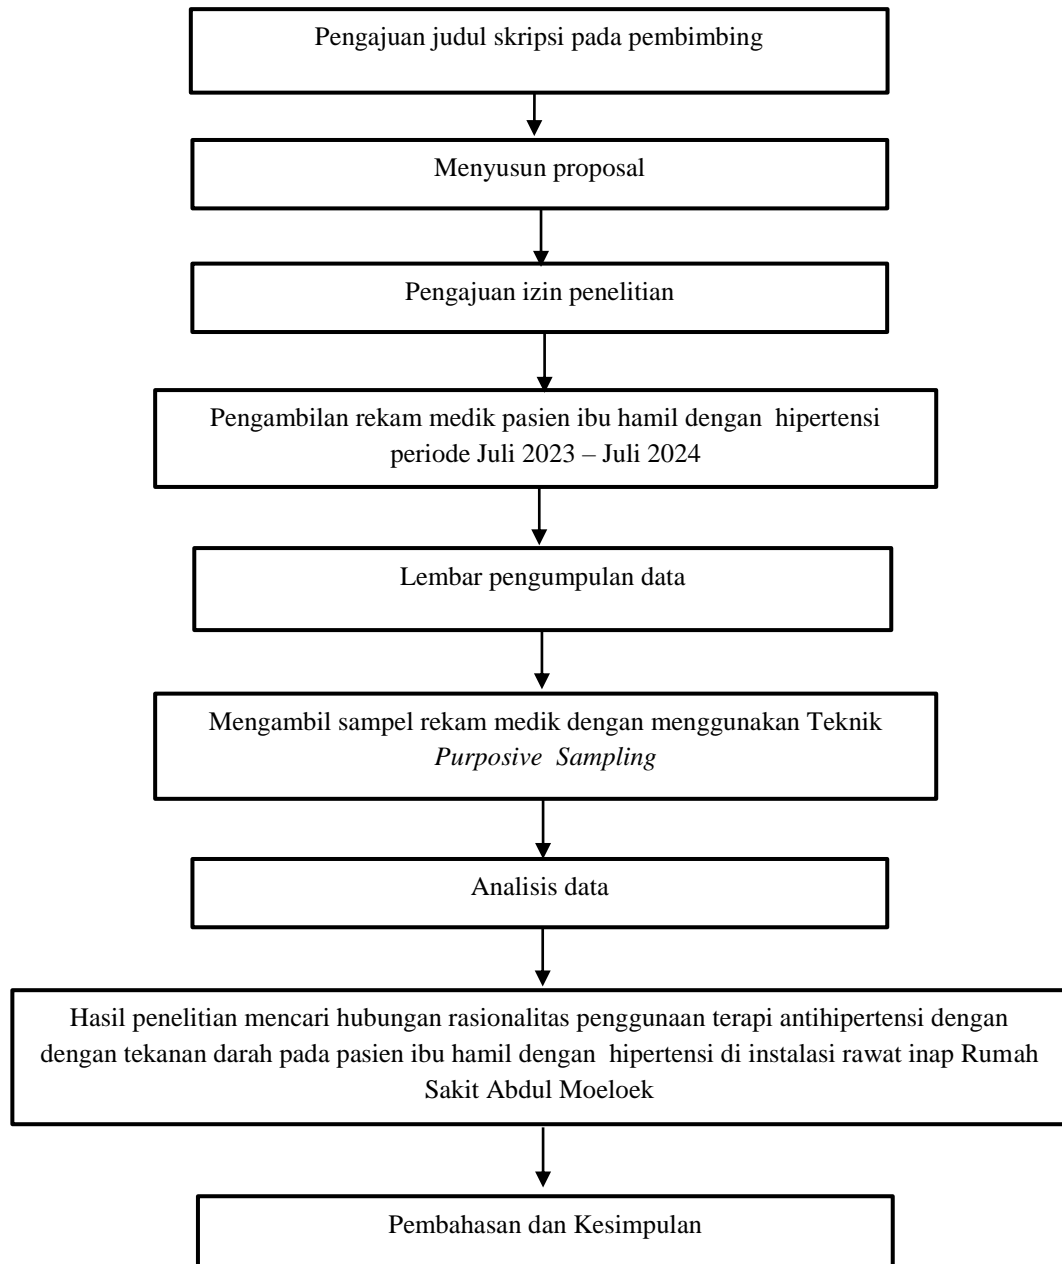 Pengajuan judul skripsi pada pembimbing
Menyusun proposal
Pengajuan izin penelitian
Pengambilan rekam medik pasien ibu hamil dengan  hipertensi
periode Juli 2023 – Juli 2024
Lembar pengumpulan data
Mengambil sampel rekam medik dengan menggunakan Teknik
Purposive  Sampling
Analisis data
Hasil penelitian mencari hubungan rasionalitas penggunaan terapi antihipertensi dengan
dengan tekanan darah pada pasien ibu hamil dengan  hipertensi di instalasi rawat inap Rumah
Sakit Abdul Moeloek
Pembahasan dan Kesimpulan